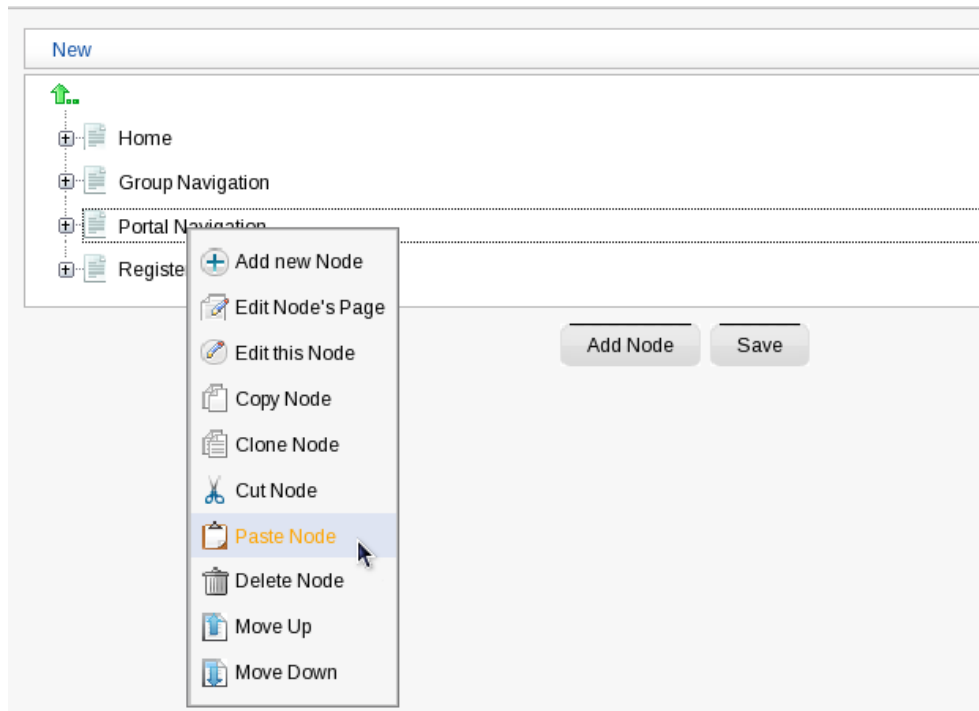 New
Home
Group Navigation
Portal Navigation
Registe
Add new Node
Edit Node's Page
Edit this Node
Copy Node
Clone Node
Cut Node
Paste Node
Delete Node
Move Up
Move Down
Add Node
Save